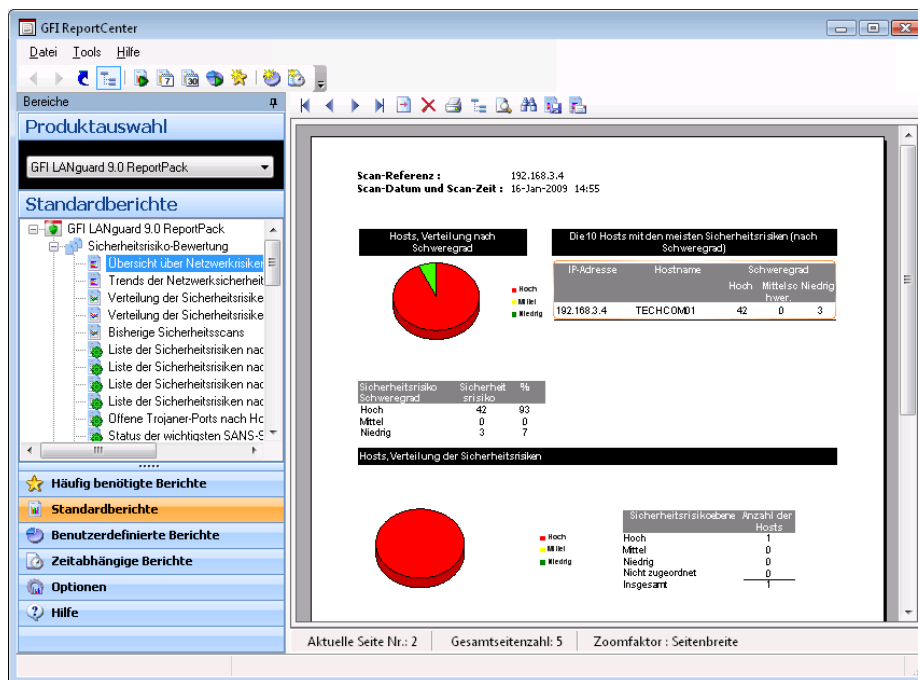 GFI ReportCenter
Datei Tools Hilfe
7 30
Bereiche
Produktauswahl
GFI LANguard 9.0 ReportPack
Standardberichte
GFI LANguard 9.0 ReportPack
Sicherheitsrisiko-Bewertung
Übersicht über Netzwerkrisiken
Trends der Netzwerksicherheit
Verteilung der Sicherheitsrisike
Verteilung der Sicherheitsrisike
Bisherige Sicherheitsscans
Liste der Sicherheitsrisiken nac
Liste der Sicherheitsrisiken nac
Liste der Sicherheitsrisiken nac
Liste der Sicherheitsrisiken nac
Offene Trojaner-Ports nach Ho
Status der wichtigsten SANS-S
Häufig benötigte Berichte
Standardberichte
Benutzerdefinierte Berichte
Zeitabhängige Berichte
Optionen
Hilfe
Scan-Referenz : 192.168.3.4
Scan-Datum und Scan-Zeit : 16-Jan-2009 14:55
Hosts, Verteilung nach
Schweregrad
Hoch
Mittel
Niedrig
Die 10 Hosts mit den meisten Sicherheitsrisiken (nach
Schweregrad)
IP-Adresse Hostname Schweregrad
Hoch Mittelsc Niedrig
hwer.
192.168.3.4 TECHCOM01 42 0 3
Sicherheitsrisiko Sicherheit %
Schweregrad srisiko
Hoch 42 93
Mittel 0 0
Niedrig 3 7
Hosts, Verteilung der Sicherheitsrisiken
Hoch
Mittel
Niedrig
Sicherheitsrisikoebene Anzahl der
Hosts
Hoch 1
Mittel 0
Niedrig 0
Nicht zugeordnet 0
Insgesamt 1
Aktuelle Seite Nr.: 2 Gesamtseitenzahl: 5 Zoomfaktor : Seitenbreite